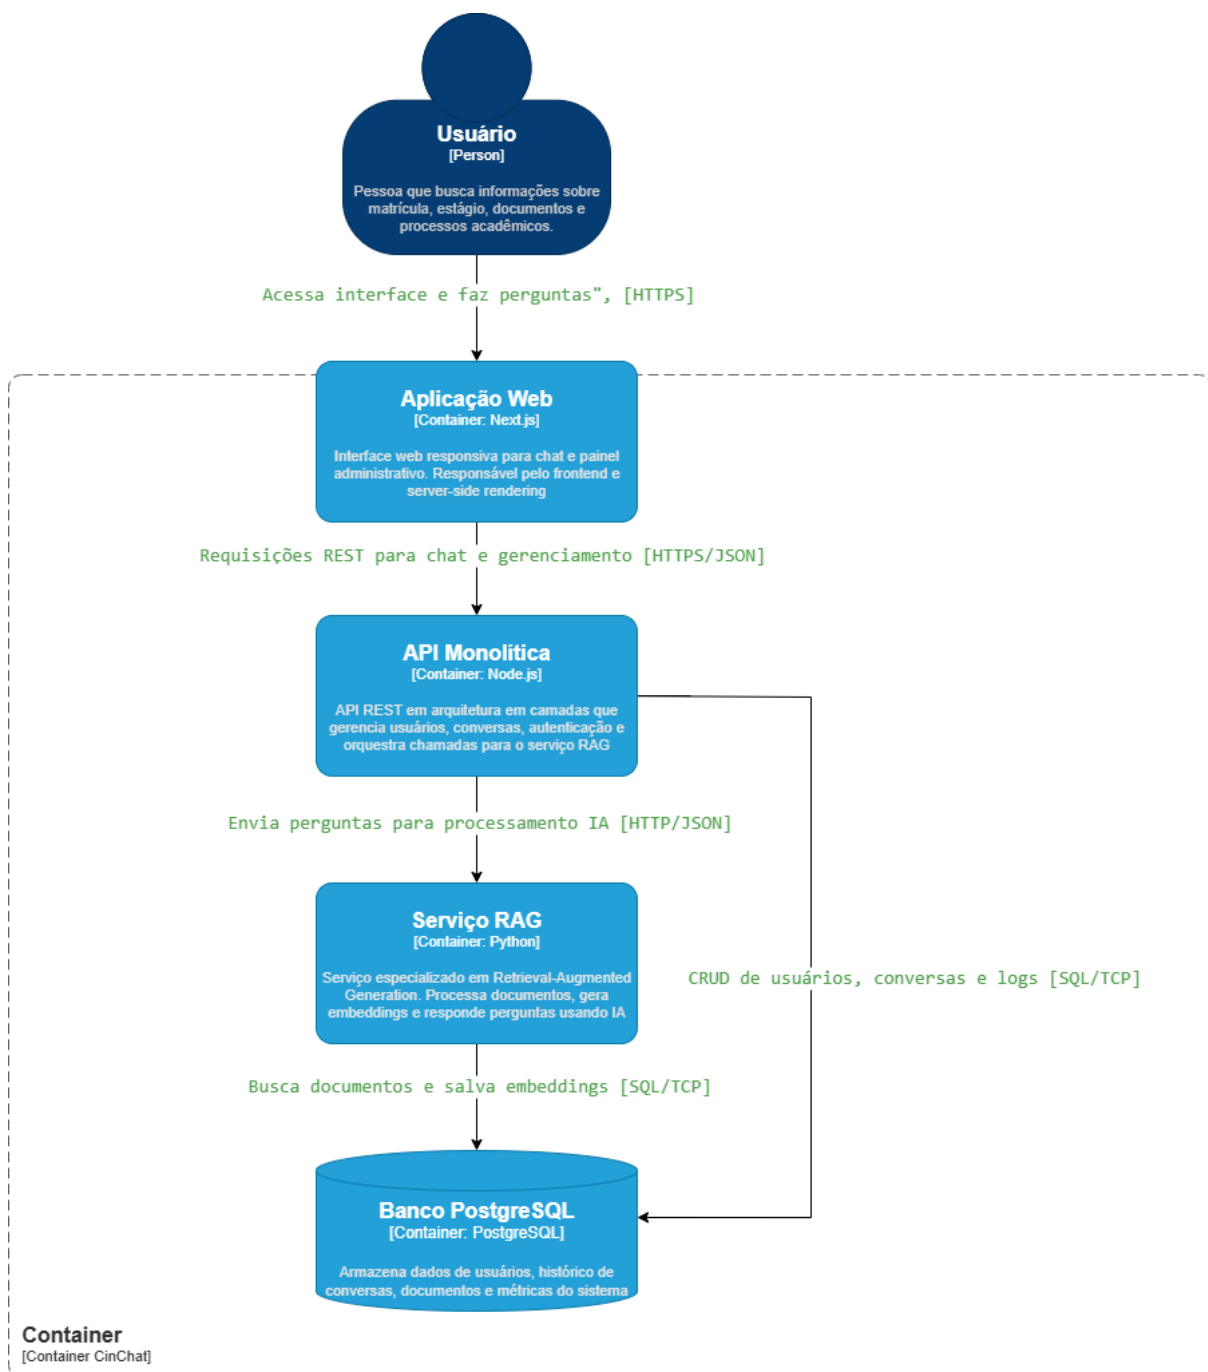 Usuário
[Person]
Pessoa que busca informações sobre
matrícula, estágio, documentos e
processos acadêmicos.
Acessa interface e faz perguntas", [HTTPS]
Aplicação Web
[Container: Next.js]
Interface web responsiva para chat e painel
administrativo. Responsável pelo frontend e
server-side rendering
Requisições REST para chat e gerenciamento [HTTPS/JSON]
API Monolítica
[Container: Node.js]
API REST em arquitetura em camadas que
gerencia usuários, conversas, autenticação e
orquestra chamadas para o serviço RAG
Envia perguntas para processamento IA [HTTP/JSON]
Serviço RAG
[Container: Python]
Serviço especializado em Retrieval-Augmented
Generation. Processa documentos, gera
embeddings e responde perguntas usando IA
CRUD de usuários, conversas e logs [SQL/TCP]
Busca documentos e salva embeddings [SQL/TCP]
Banco PostgreSQL
[Container: PostgreSQL]
Armazena dados de usuários, histórico de
conversas, documentos e métricas do sistema
Container
[Container CinChat]